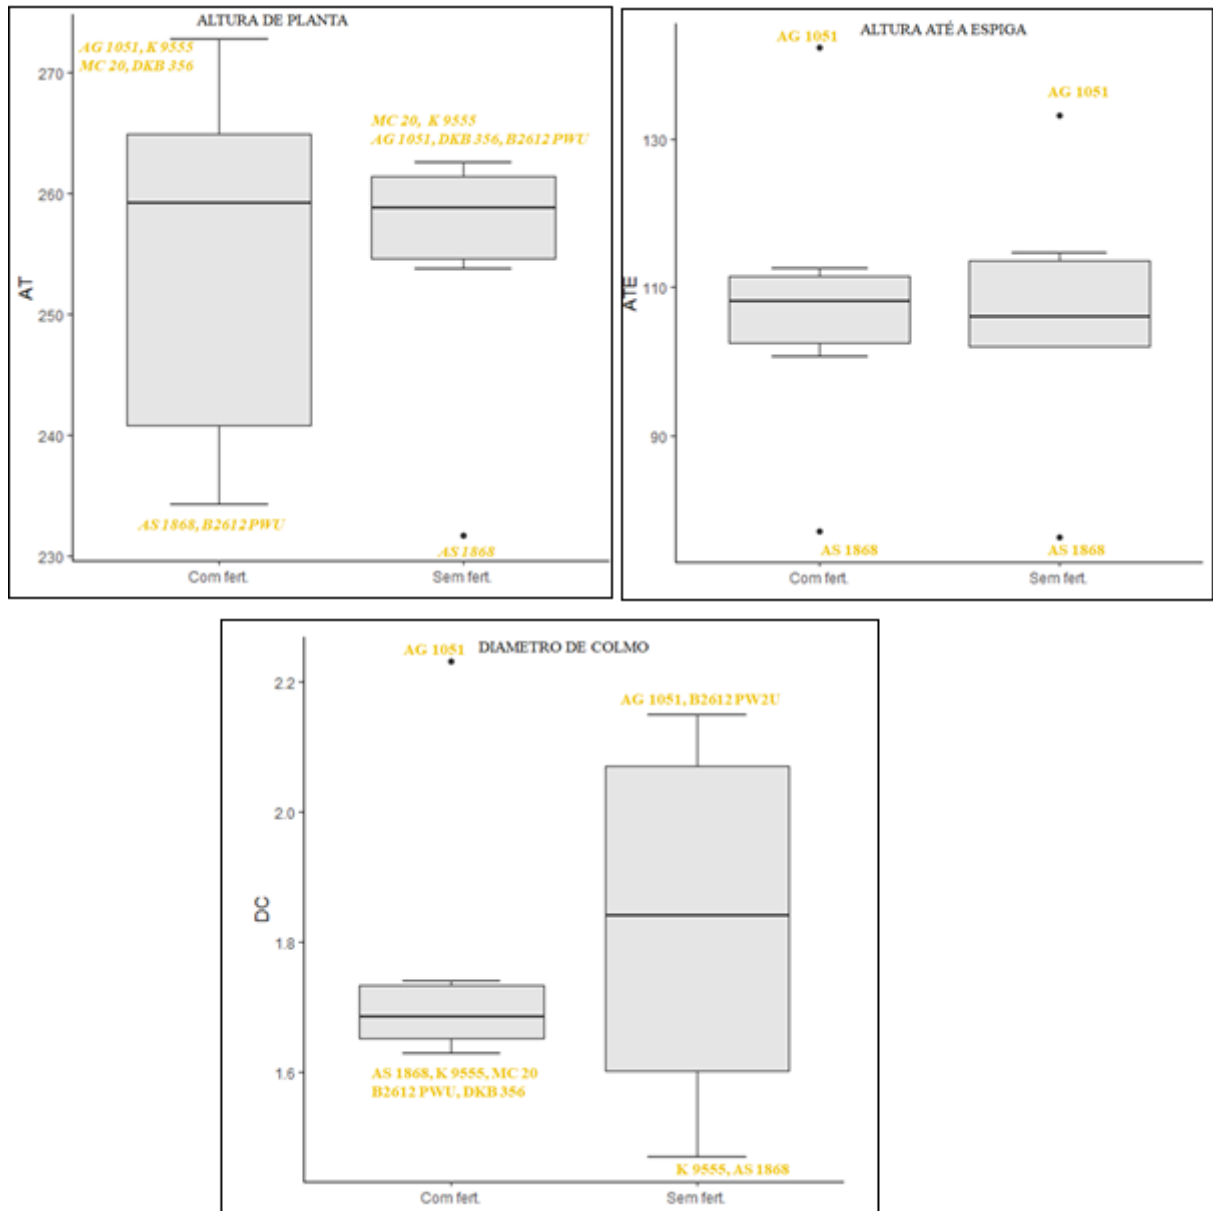 ALTURA DE PLANTA
AG 1051, K 9555
MC 20, DKB 356
270
MC 20, K 9555
AG 1051, DKB 356, B2612 PWU
260
250
240
230
AT
AS 1868, B2612 PWU
AS 1868
Com fert.
Sem fert.
ALTURA ATÉ A ESPIGA
AG 1051
AG 1051
130
110
90
ATE
AS 1868
AS 1868
Com fert.
Sem fert.
DIAMETRO DE COLMO
AG 1051
AG 1051, B2612 PW2U
2.2
2.0
1.8
1.6
DC
AS 1868, K 9555, MC 20
B2612 PWU, DKB 356
K 9555, AS 1868
Com fert.
Sem fert.